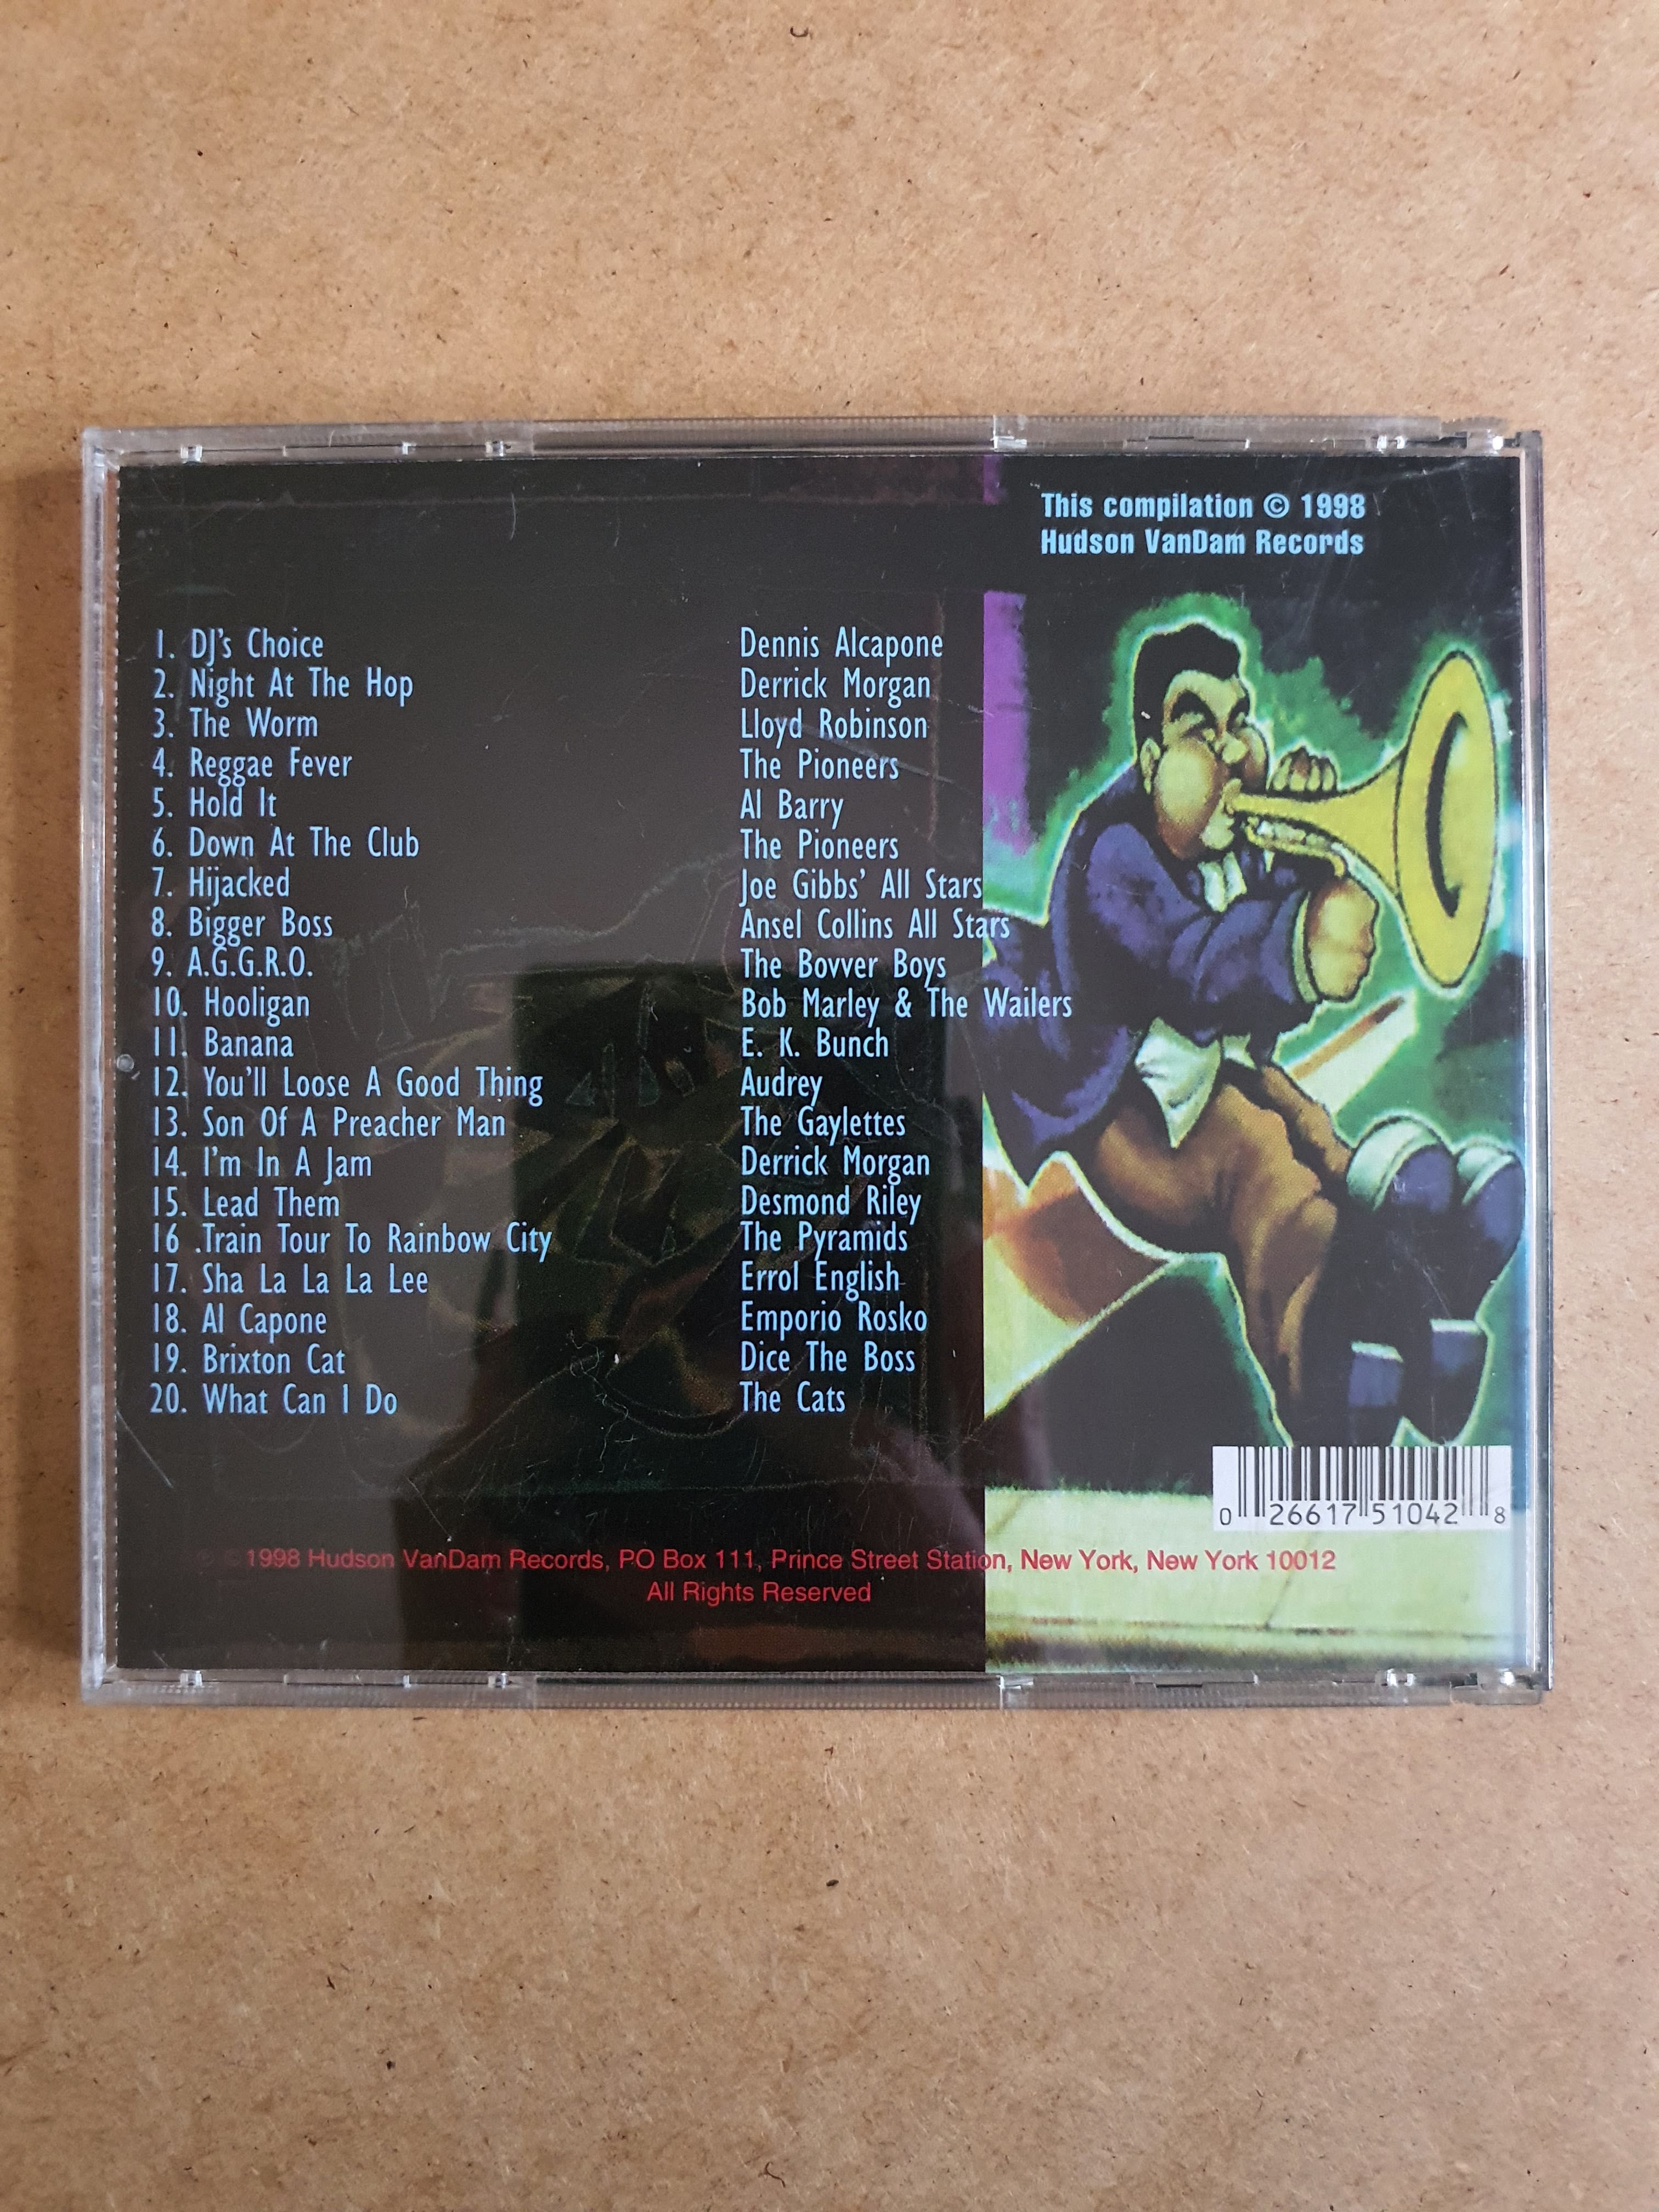 This compilation © 1998
Hudson VanDam Records
1. DJ's Choice Dennis Alcapone
2. Night At The Hop Derrick Morgan
3. The Worm Lloyd Robinson
4. Reggae Fever The Pioneers
5. Hold It Al Barry
6. Down At The Club The Pioneers
7. Hijacked Joe Gibbs' All Stars
8. Bigger Boss Ansel Collins All Stars
9. A.G.G.R.O. The Bovver Boys
10. Hooligan Bob Marley & The Wailers
11. Banana E. K. Bunch
12. You'll Loose A Good Thing Audrey
13. Son Of A Preacher Man The Gaylettes
14. I'm In A Jam Derrick Morgan
15. Lead Them Desmond Riley
16 .Train Tour To Rainbow City The Pyramids
17. Sha La La La Lee Errol English
18. Al Capone Emporio Rosko
19. Brixton Cat Dice The Boss
20. What Can I Do The Cats
0 26617 51042 8
℗ © 1998 Hudson VanDam Records, PO Box 111, Prince Street Station, New York, New York 10012
All Rights Reserved